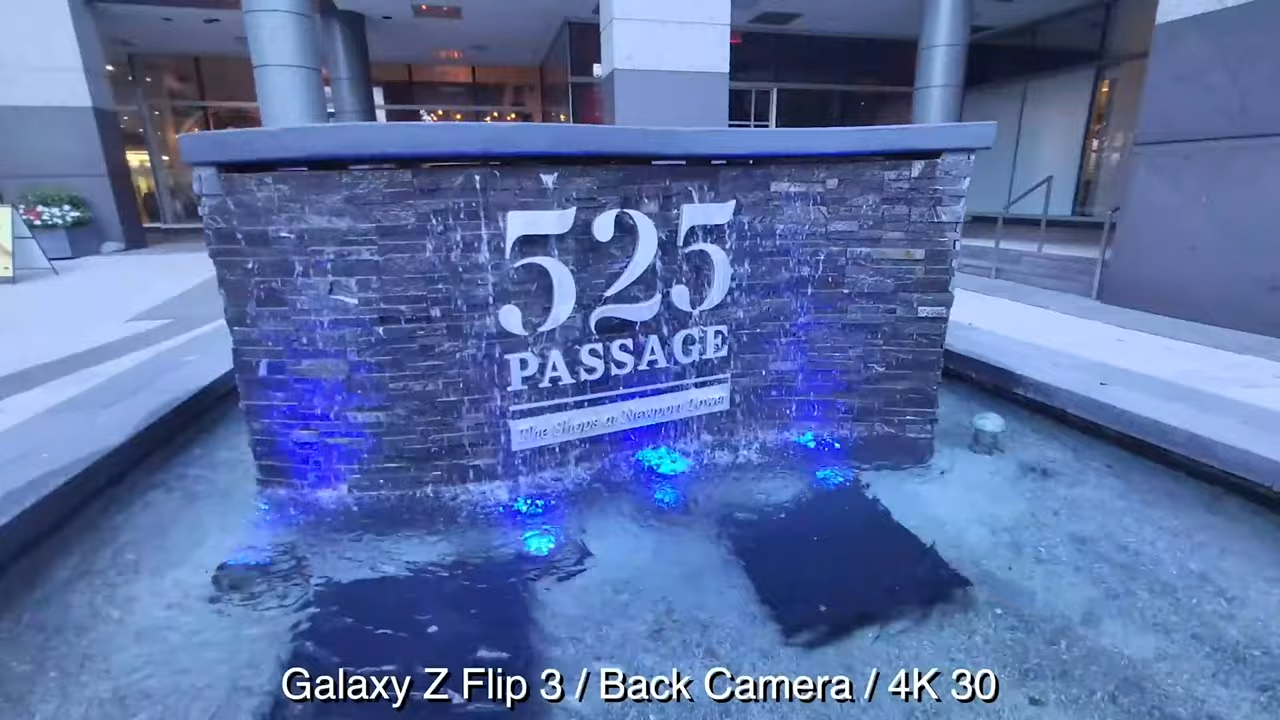 525
PASSAGE
The Shops at Newport Tower
Galaxy Z Flip 3 / Back Camera / 4K 30